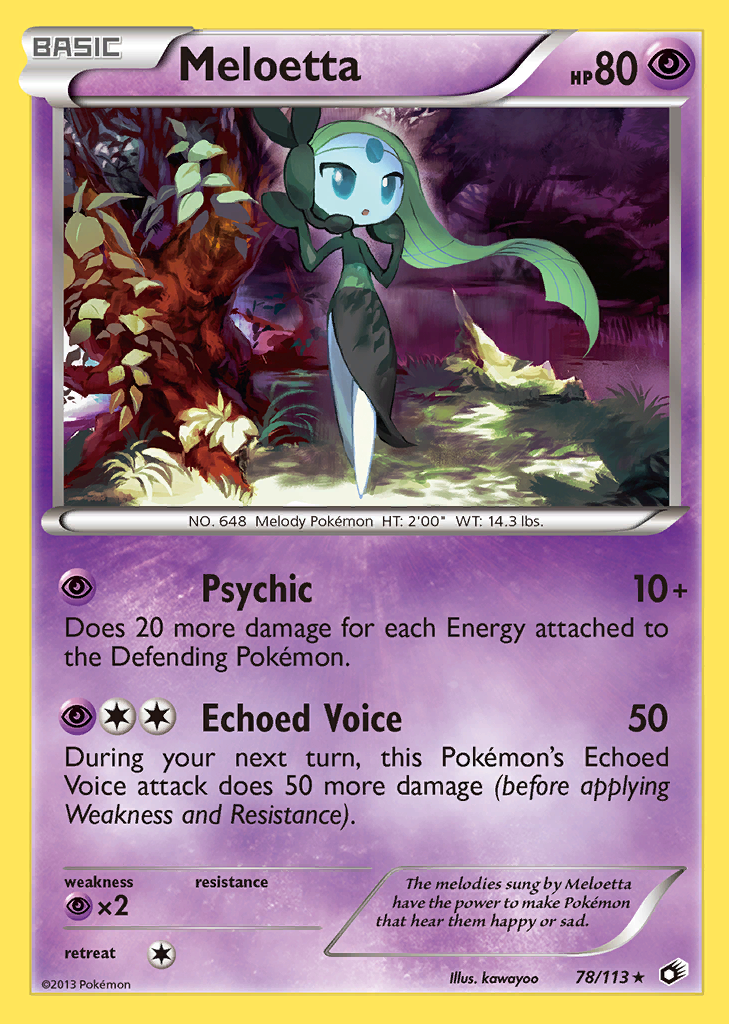 BASIC
Meloetta
HP80
NO. 648 Melody Pokémon HT: 2'00" WT: 14.3 lbs.
Psychic 10+
Does 20 more damage for each Energy attached to
the Defending Pokémon.
Echoed Voice 50
During your next turn, this Pokémon's Echoed
Voice attack does 50 more damage (before applying
Weakness and Resistance).
weakness resistance
×2
retreat
The melodies sung by Meloetta
have the power to make Pokémon
that hear them happy or sad.
Illus. kawayoo 78/113 ★
©2013 Pokémon